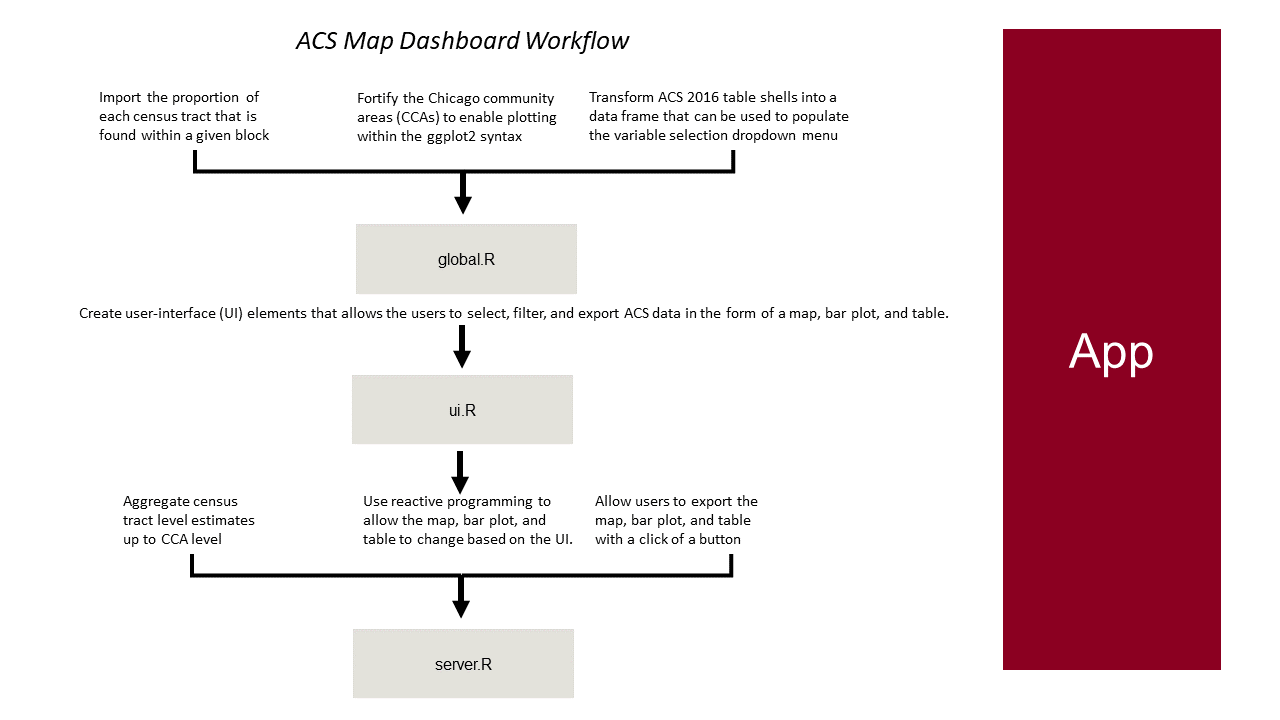 ACS Map Dashboard Workflow
Import the proportion of
each census tract that is
found within a given block
Fortify the Chicago community
areas (CCAs) to enable plotting
within the ggplot2 syntax
Transform ACS 2016 table shells into a
data frame that can be used to populate
the variable selection dropdown menu
global.R
Create user-interface (UI) elements that allows the users to select, filter, and export ACS data in the form of a map, bar plot, and table.
ui.R
Aggregate census
tract level estimates
up to CCA level
Use reactive programming to
allow the map, bar plot, and
table to change based on the UI.
Allow users to export the
map, bar plot, and table
with a click of a button
server.R
App